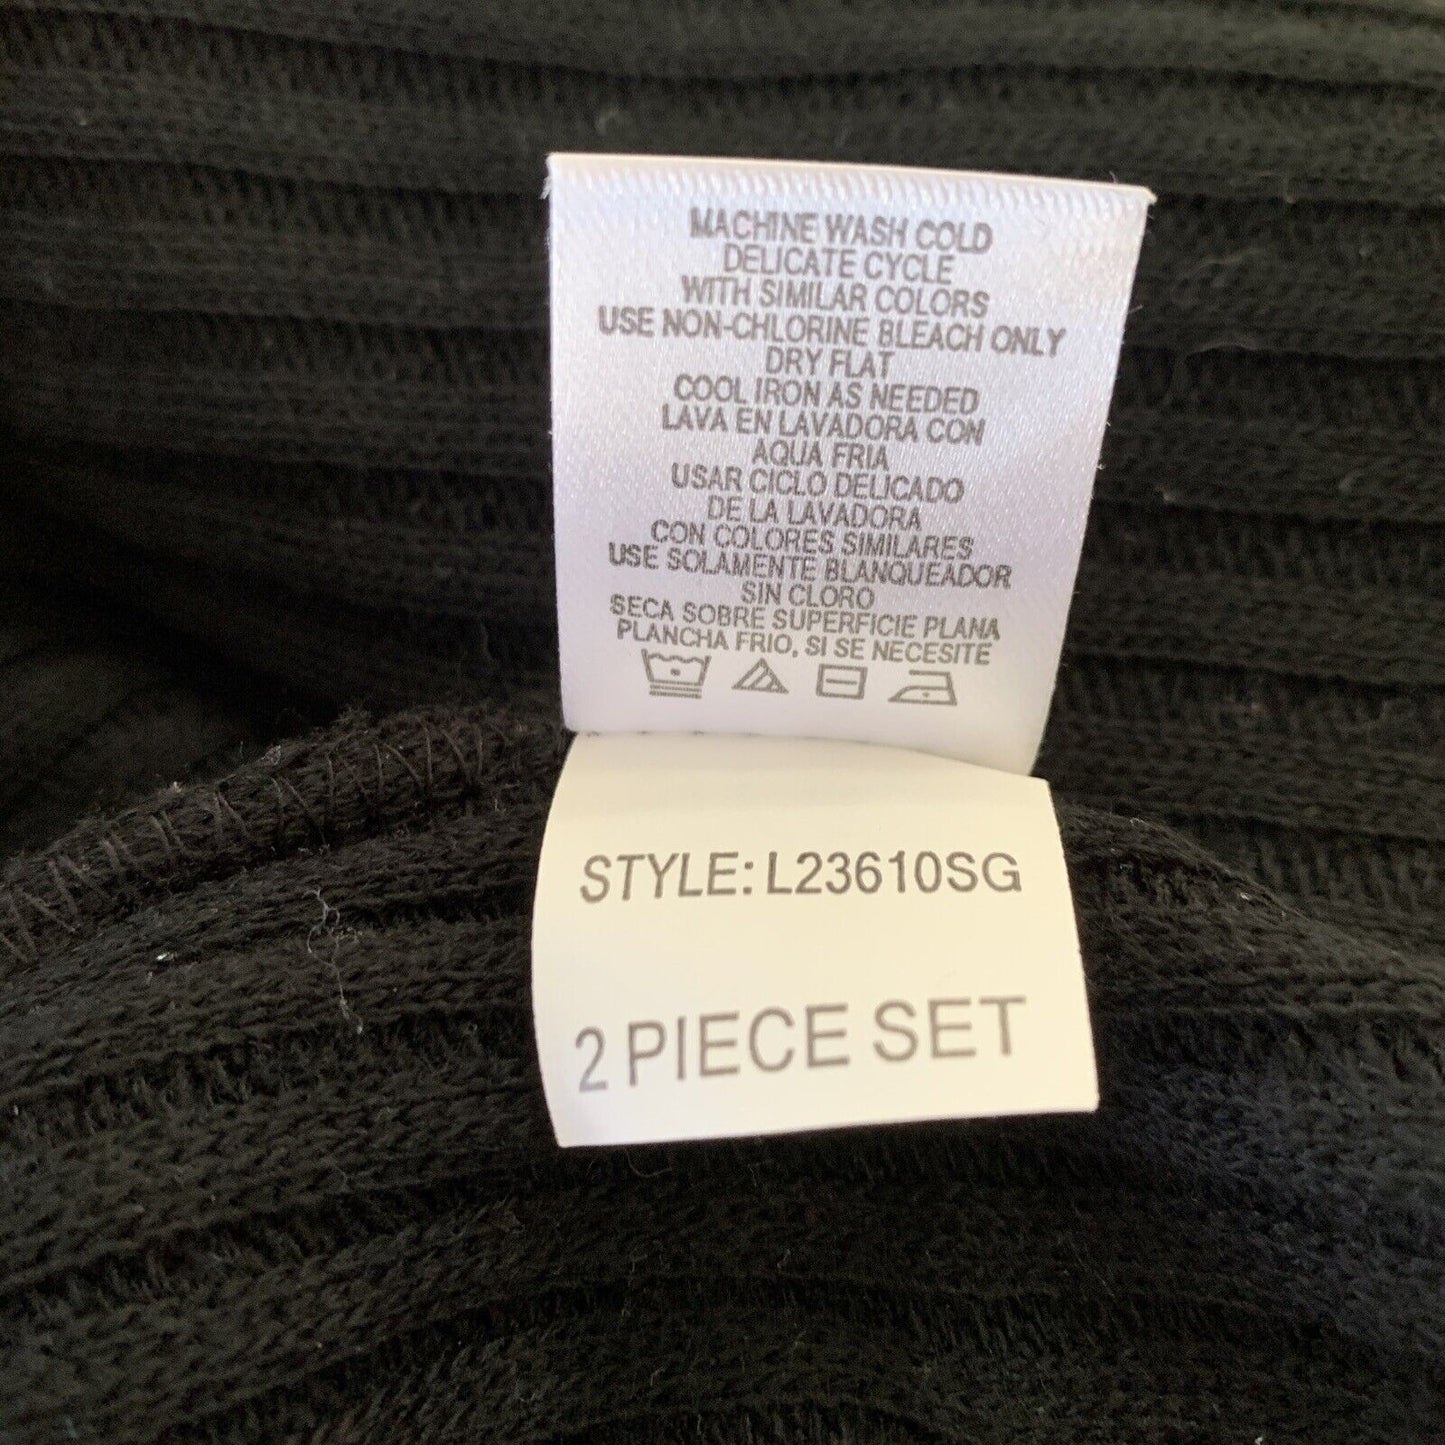 MACHINE WASH COLD
DELICATE CYCLE
WITH SIMILAR COLORS
USE NON-CHLORINE BLEACH ONLY
DRY FLAT
COOL IRON AS NEEDED
LAVA EN LAVADORA CON
AQUA FRIA
USAR CICLO DELICADO
DE LA LAVADORA
CON COLORES SIMILARES
USE SOLAMENTE BLANQUEADOR
SIN CLORO
SECA SOBRE SUPERFICIE PLANA
PLANCHA FRIO, SI SE NECESITE
STYLE: L23610SG
2 PIECE SET